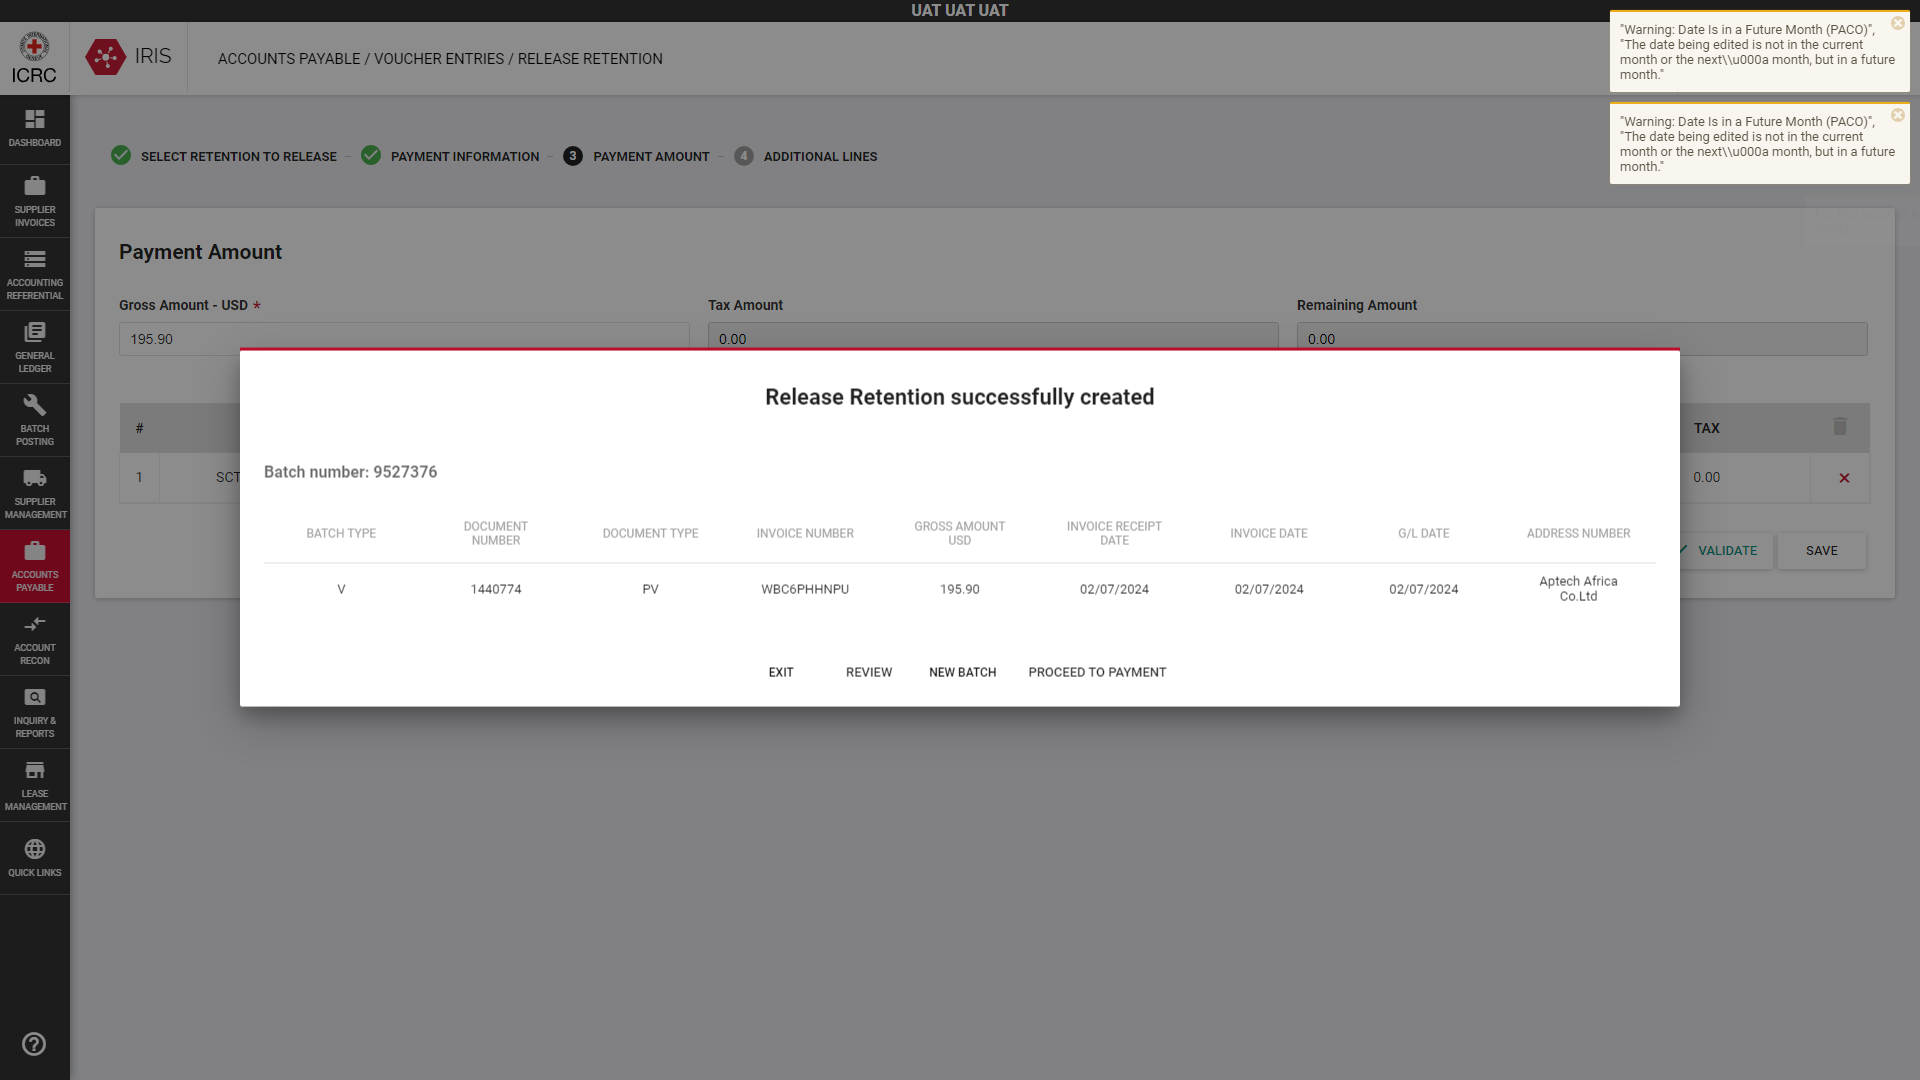 UAT UAT UAT
ICRC
IRIS
ACCOUNTS PAYABLE / VOUCHER ENTRIES / RELEASE RETENTION
"Warning: Date Is in a Future Month (PACO)",
"The date being edited is not in the current
month or the next\\u000a month, but in a future
month."
"Warning: Date Is in a Future Month (PACO)",
"The date being edited is not in the current
month or the next\\u000a month, but in a future
month."
DASHBOARD
SUPPLIER
INVOICES
ACCOUNTING
REFERENTIAL
GENERAL
LEDGER
BATCH
POSTING
SUPPLIER
MANAGEMENT
ACCOUNTS
PAYABLE
ACCOUNT
RECON
INQUIRY &
REPORTS
LEASE
MANAGEMENT
QUICK LINKS
SELECT RETENTION TO RELEASE
PAYMENT INFORMATION
3 PAYMENT AMOUNT
4 ADDITIONAL LINES
Payment Amount
Gross Amount - USD *
195.90
Tax Amount
0.00
Remaining Amount
0.00
#
TAX
1
SCT
0.00
VALIDATE
SAVE
Release Retention successfully created
Batch number: 9527376
BATCH TYPE
DOCUMENT
NUMBER
DOCUMENT TYPE
INVOICE NUMBER
GROSS AMOUNT
USD
INVOICE RECEIPT
DATE
INVOICE DATE
G/L DATE
ADDRESS NUMBER
V
1440774
PV
WBC6PHHNPU
195.90
02/07/2024
02/07/2024
02/07/2024
Aptech Africa
Co.Ltd
EXIT
REVIEW
NEW BATCH
PROCEED TO PAYMENT